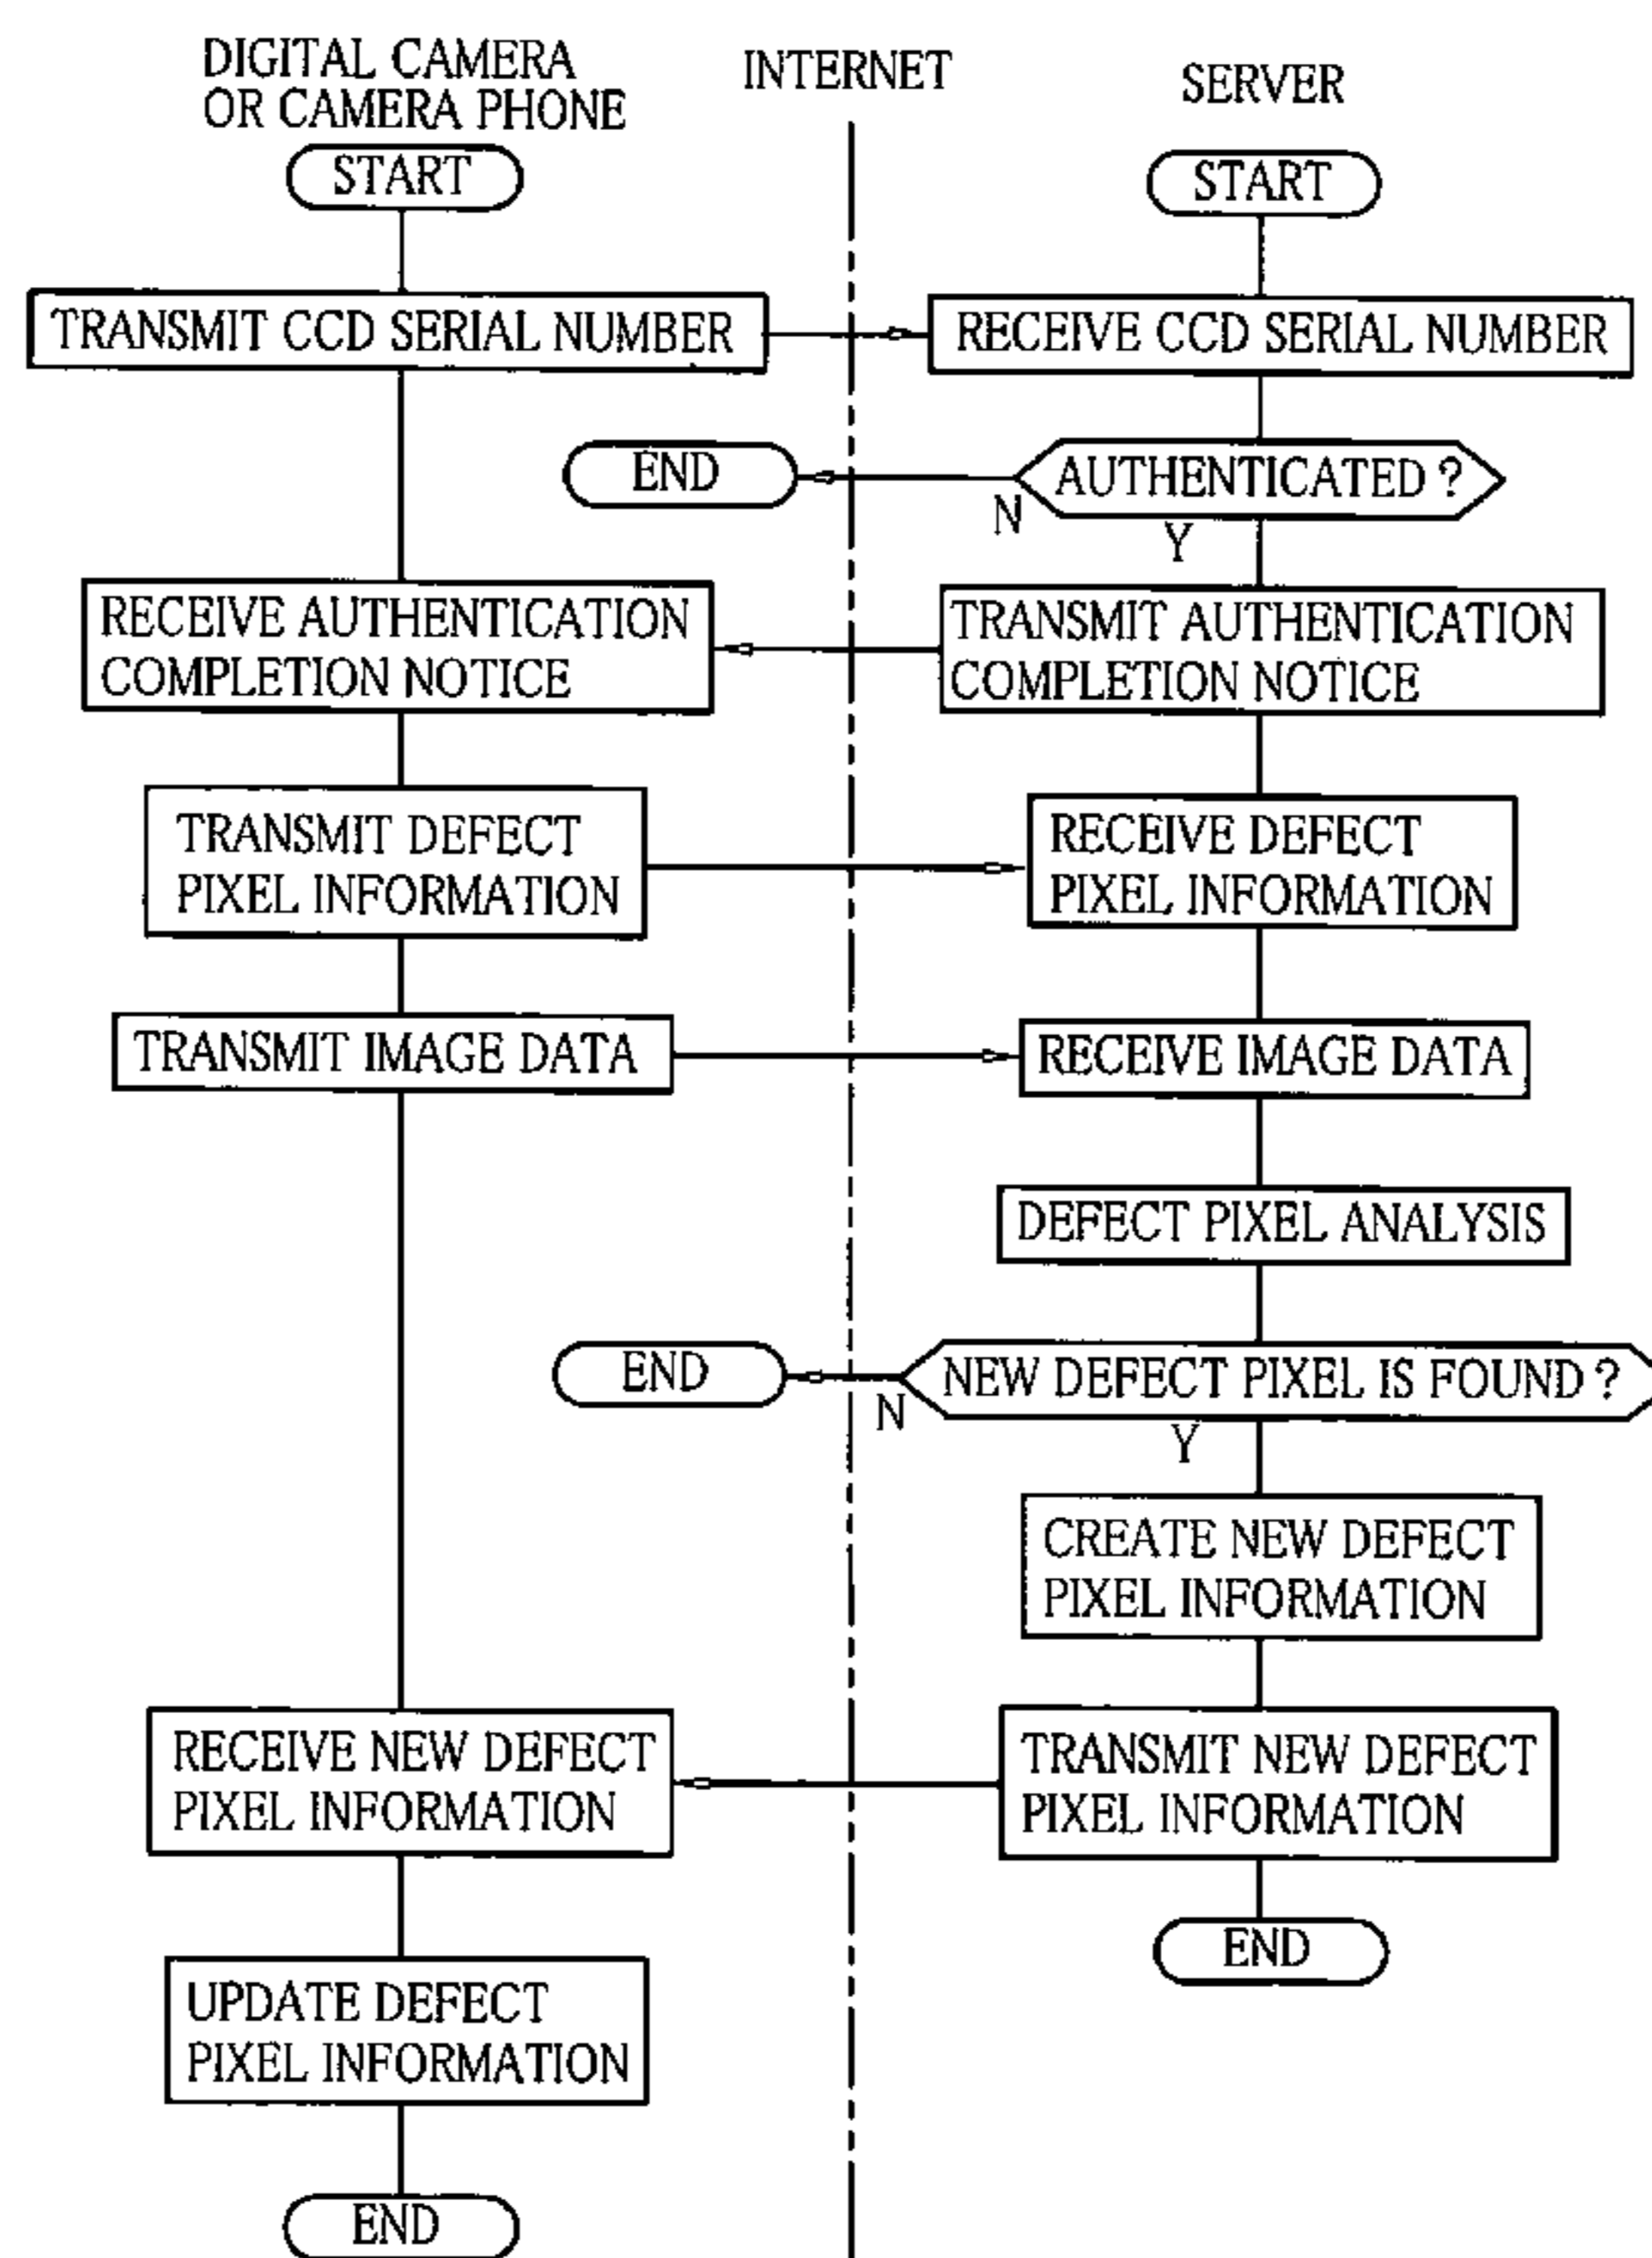 DIGITAL CAMERA
OR CAMERA PHONE
INTERNET
SERVER
START
START
TRANSMIT CCD SERIAL NUMBER
RECEIVE CCD SERIAL NUMBER
END
AUTHENTICATED ?
N
Y
RECEIVE AUTHENTICATION
COMPLETION NOTICE
TRANSMIT AUTHENTICATION
COMPLETION NOTICE
TRANSMIT DEFECT
PIXEL INFORMATION
RECEIVE DEFECT
PIXEL INFORMATION
TRANSMIT IMAGE DATA
RECEIVE IMAGE DATA
DEFECT PIXEL ANALYSIS
END
NEW DEFECT PIXEL IS FOUND ?
N
Y
CREATE NEW DEFECT
PIXEL INFORMATION
RECEIVE NEW DEFECT
PIXEL INFORMATION
TRANSMIT NEW DEFECT
PIXEL INFORMATION
END
UPDATE DEFECT
PIXEL INFORMATION
END